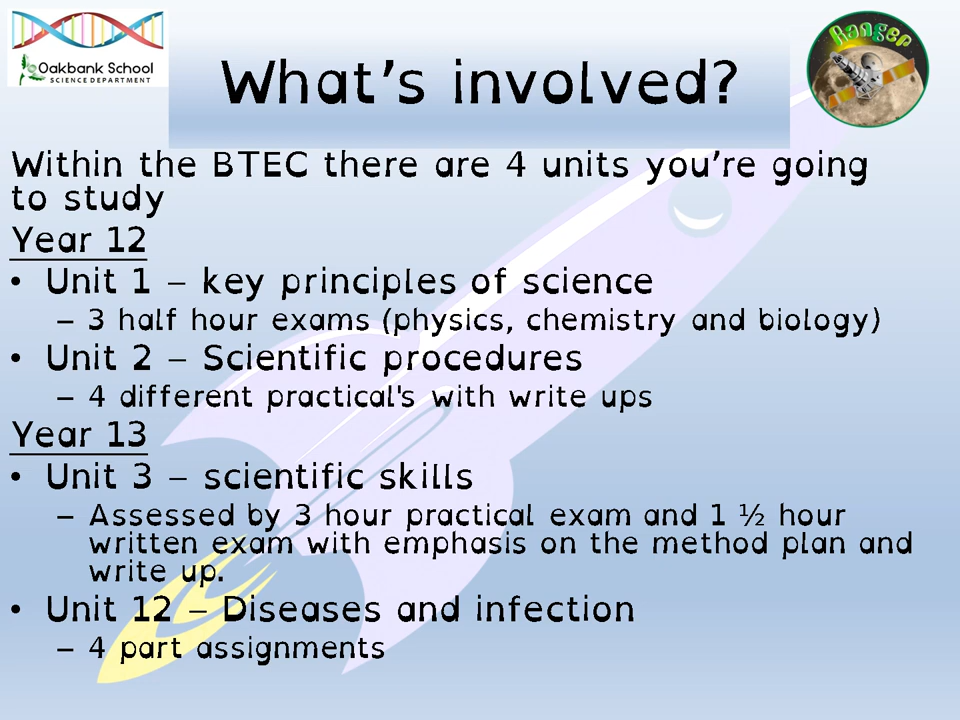 Oakbank School
SCIENCE DEPARTMENT
Ranger
What's involved?
Within the BTEC there are 4 units you're going
to study
Year 12
• Unit 1 – key principles of science
– 3 half hour exams (physics, chemistry and biology)
• Unit 2 – Scientific procedures
– 4 different practical's with write ups
Year 13
• Unit 3 – scientific skills
– Assessed by 3 hour practical exam and 1 ½ hour
written exam with emphasis on the method plan and
write up.
• Unit 12 – Diseases and infection
– 4 part assignments